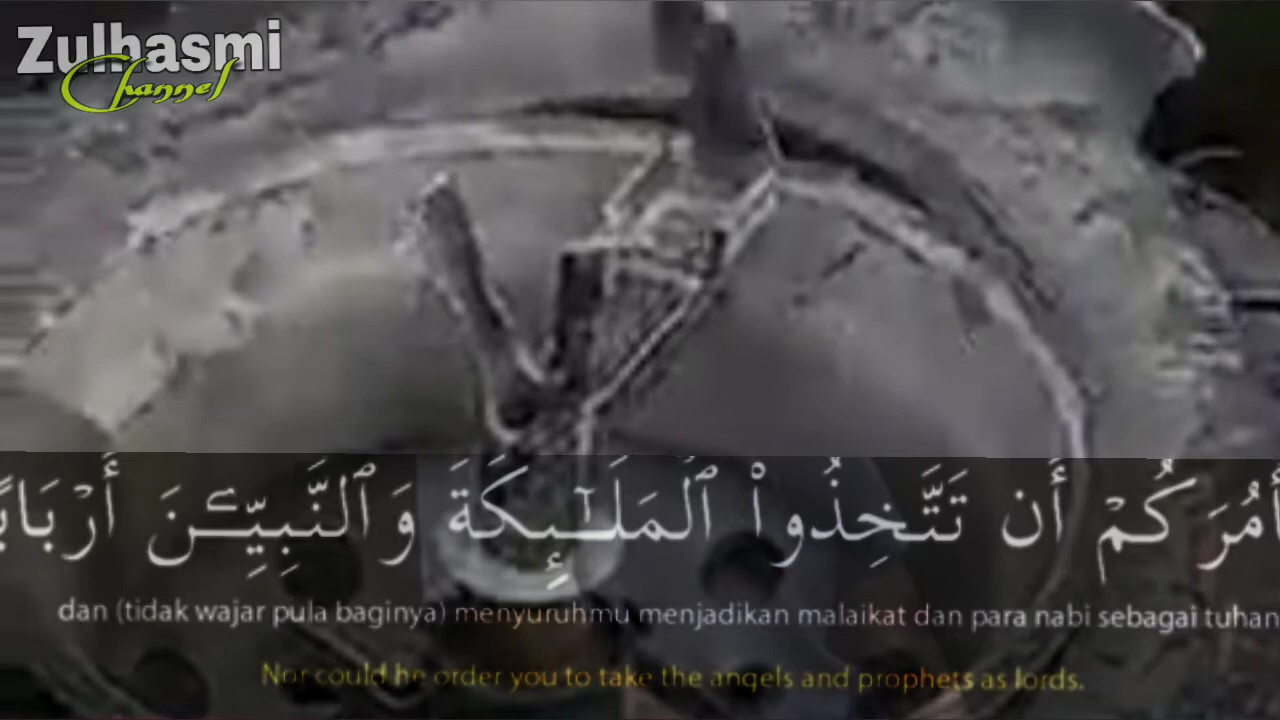 Zulhasmi
Channel
أْمُرَكُمْ أَن تَتَّخِذُوا۟ ٱلْمَلَـٰٓئِكَةَ وَٱلنَّبِيِّـۧنَ أَرْبَابً
dan (tidak wajar pula baginya) menyuruhmu menjadikan malaikat dan para nabi sebagai tuhan
Nor could he order you to take the angels and prophets as lords.